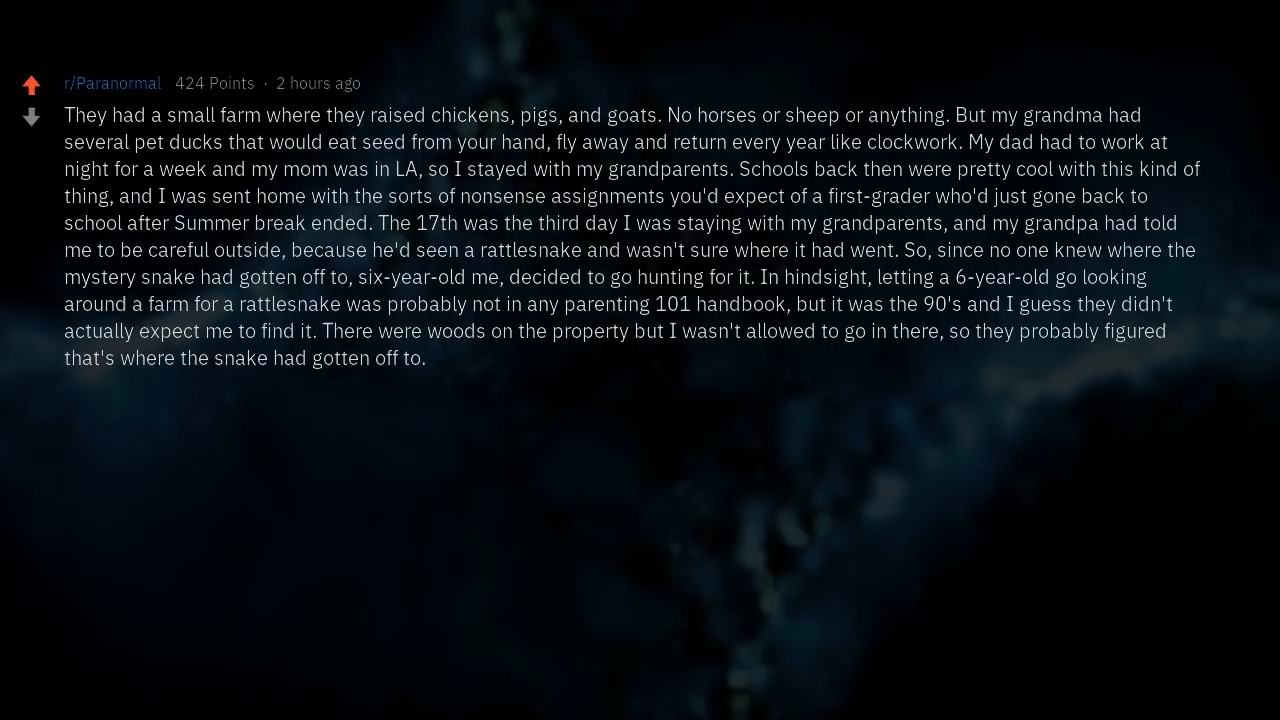 r/Paranormal 424 Points · 2 hours ago
They had a small farm where they raised chickens, pigs, and goats. No horses or sheep or anything. But my grandma had
several pet ducks that would eat seed from your hand, fly away and return every year like clockwork. My dad had to work at
night for a week and my mom was in LA, so I stayed with my grandparents. Schools back then were pretty cool with this kind of
thing, and I was sent home with the sorts of nonsense assignments you'd expect of a first-grader who'd just gone back to
school after Summer break ended. The 17th was the third day I was staying with my grandparents, and my grandpa had told
me to be careful outside, because he'd seen a rattlesnake and wasn't sure where it had went. So, since no one knew where the
mystery snake had gotten off to, six-year-old me, decided to go hunting for it. In hindsight, letting a 6-year-old go looking
around a farm for a rattlesnake was probably not in any parenting 101 handbook, but it was the 90's and I guess they didn't
actually expect me to find it. There were woods on the property but I wasn't allowed to go in there, so they probably figured
that's where the snake had gotten off to.